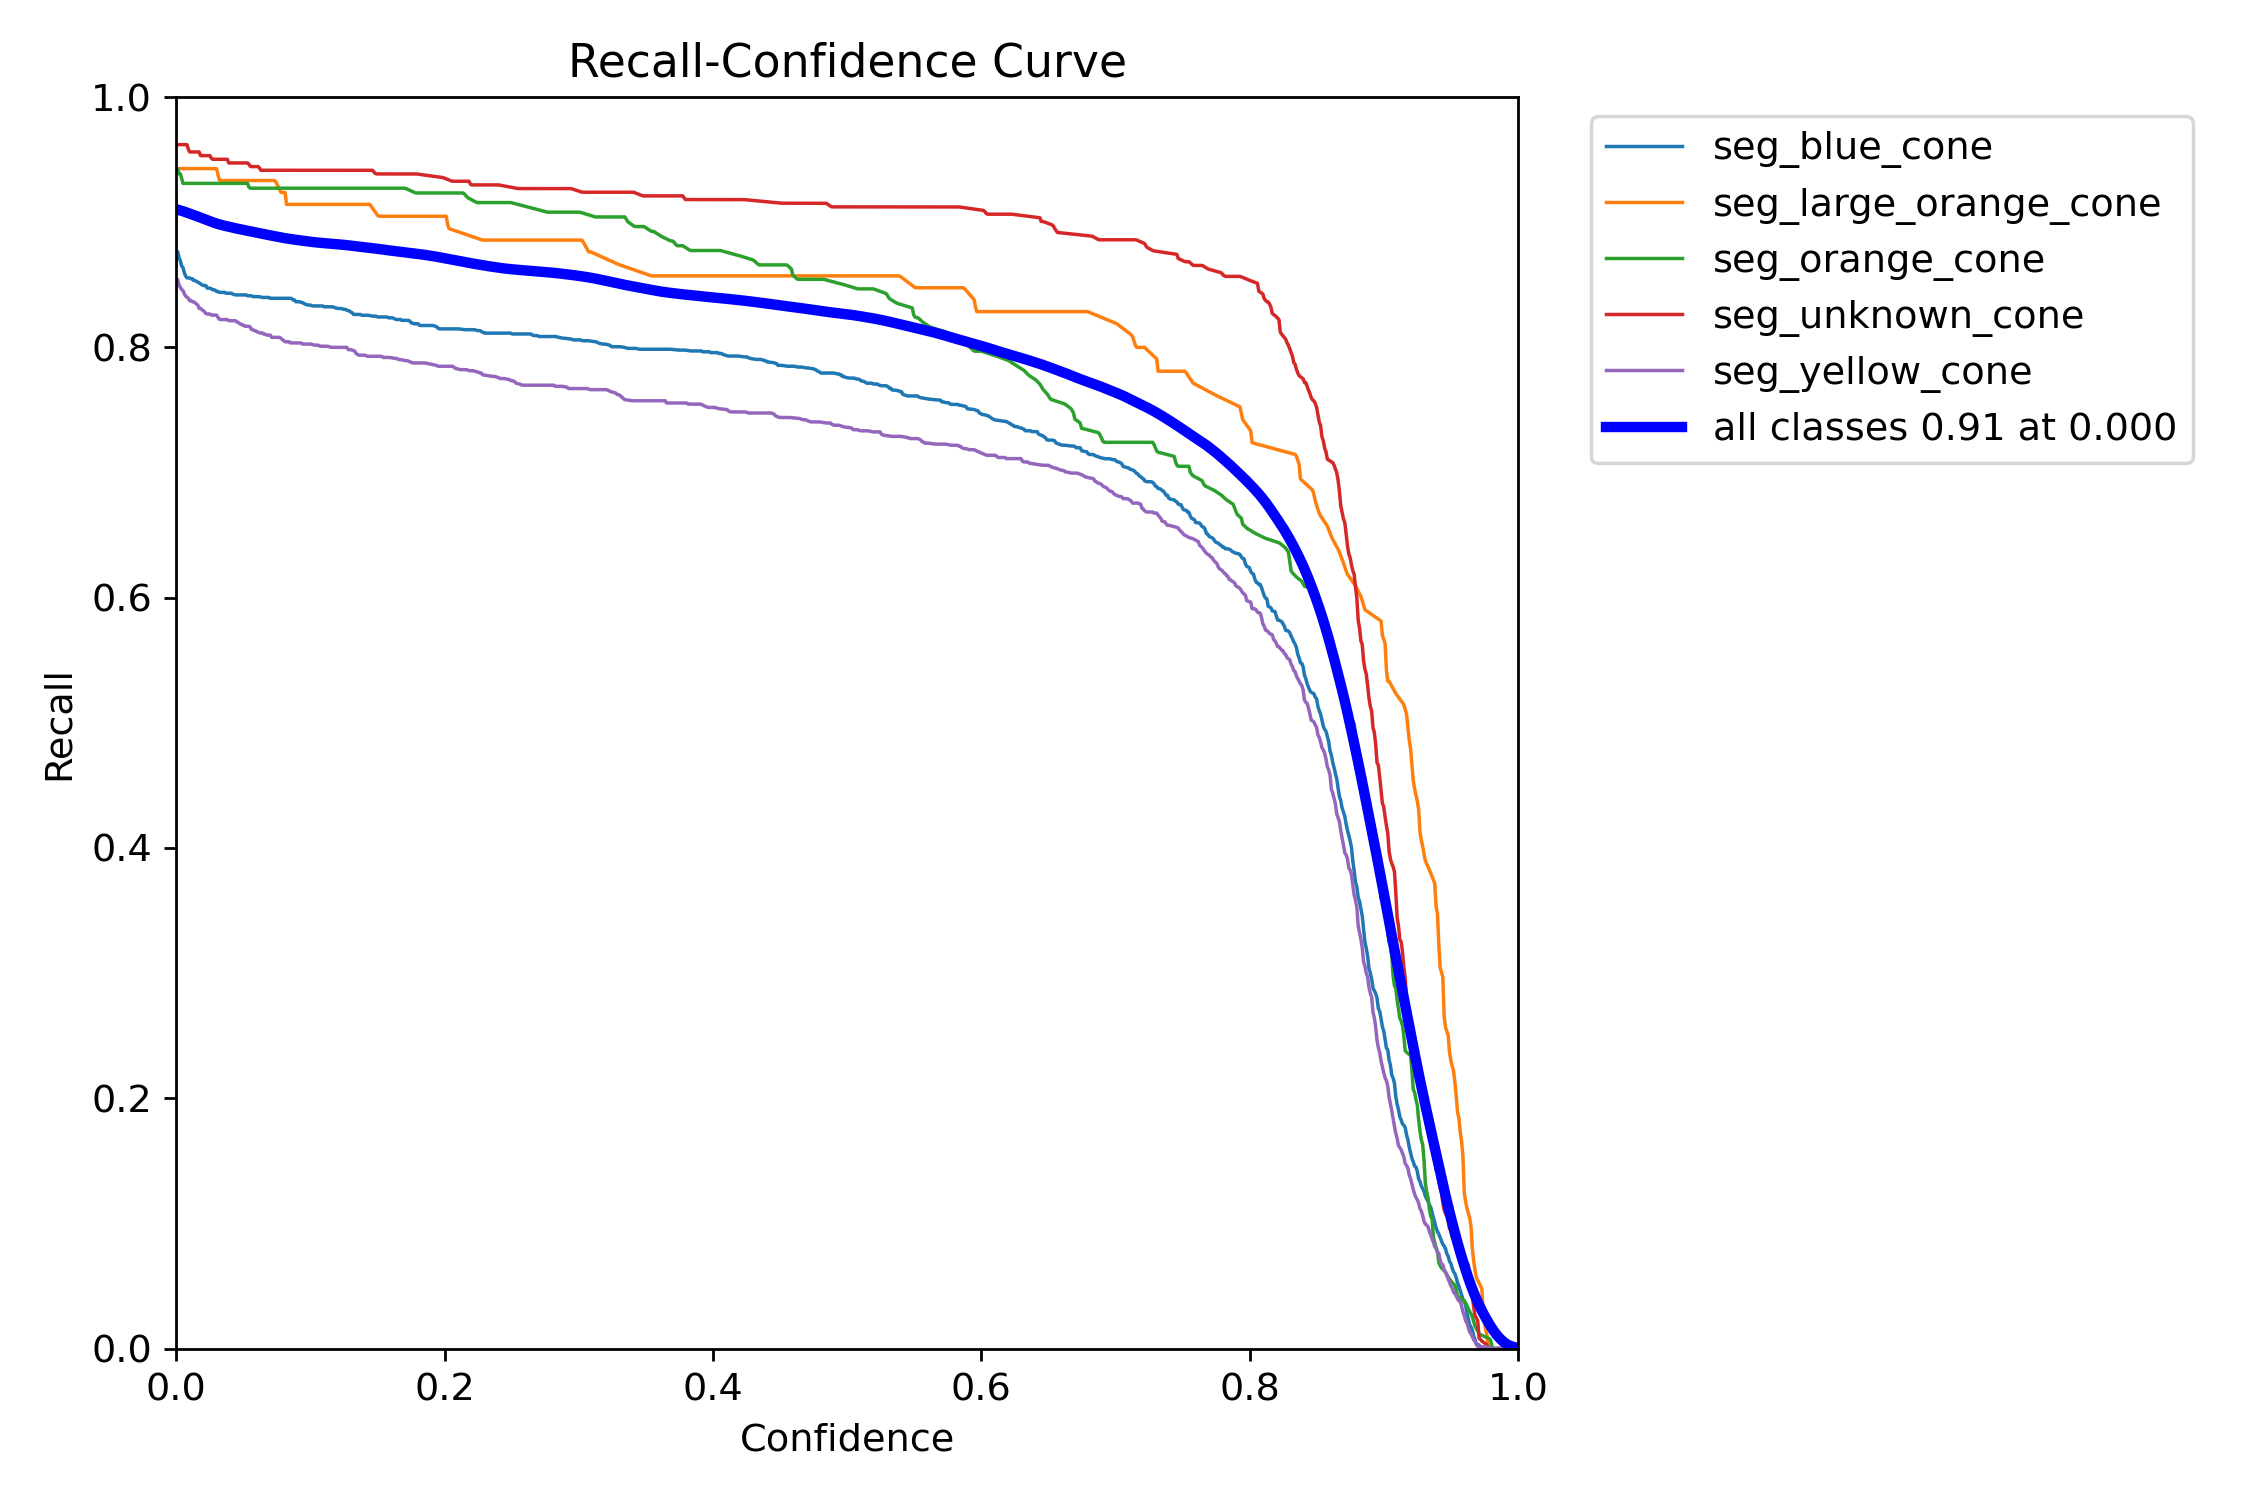 Recall-Confidence Curve
1.0
0.8
0.6
0.4
0.2
0.0
Recall
0.0 0.2 0.4 0.6 0.8 1.0
Confidence
seg_blue_cone
seg_large_orange_cone
seg_orange_cone
seg_unknown_cone
seg_yellow_cone
all classes 0.91 at 0.000